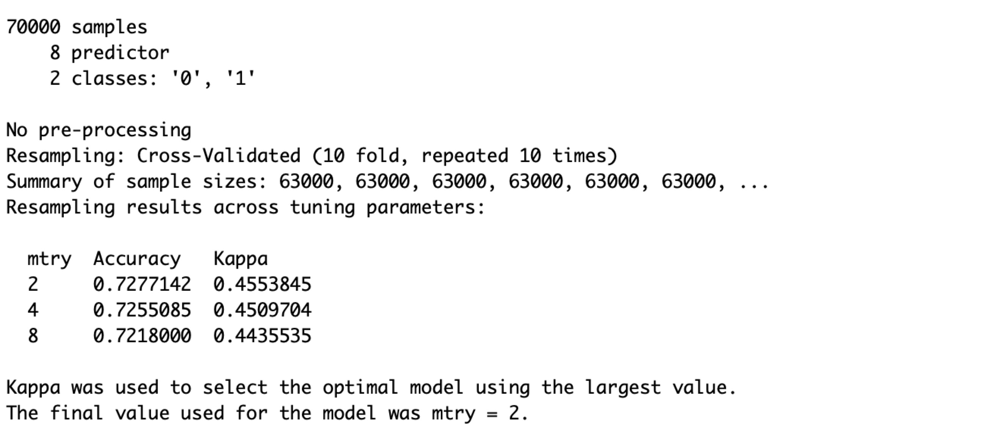 70000 samples
8 predictor
2 classes: '0', '1'
No pre-processing
Resampling: Cross-Validated (10 fold, repeated 10 times)
Summary of sample sizes: 63000, 63000, 63000, 63000, 63000, 63000, ...
Resampling results across tuning parameters:
mtry Accuracy Kappa
2 0.7277142 0.4553845
4 0.7255085 0.4509704
8 0.7218000 0.4435535
Kappa was used to select the optimal model using the largest value.
The final value used for the model was mtry = 2.